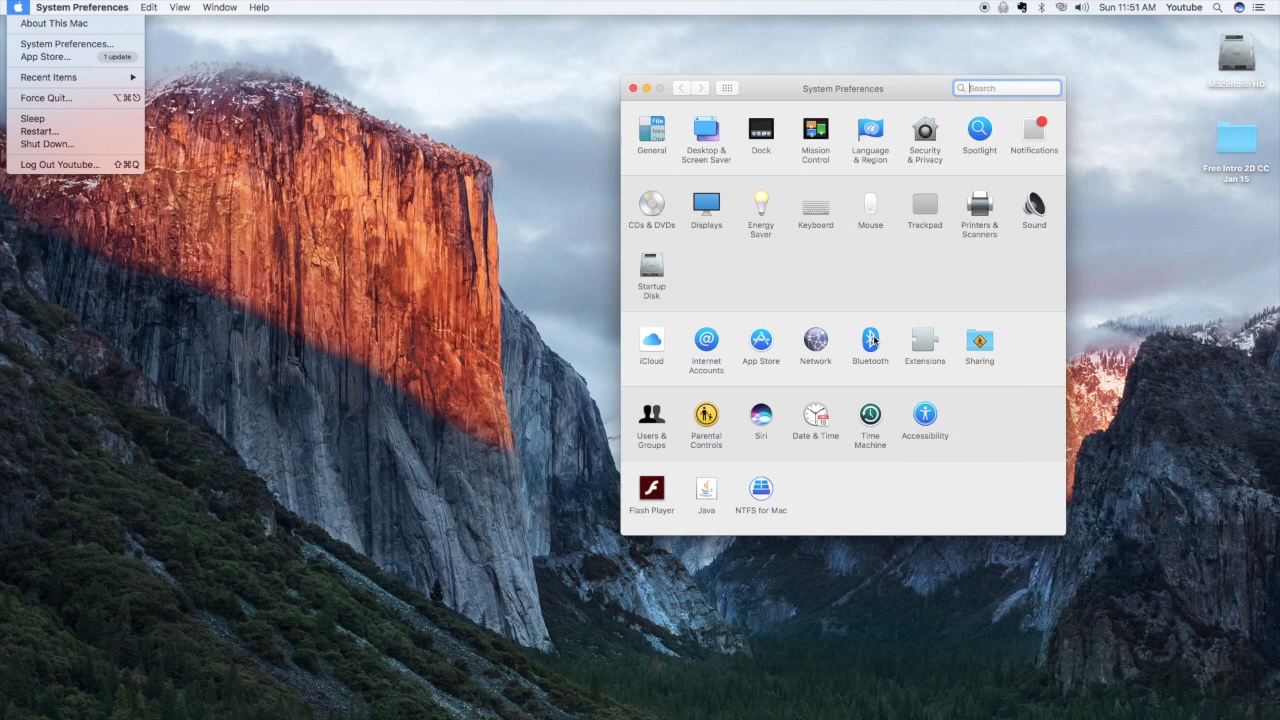 System Preferences Edit View Window Help
Sun 11:51 AM Youtube
About This Mac
System Preferences...
App Store... 1 update
Recent Items
Force Quit... ⌥⌘⎋
Sleep
Restart...
Shut Down...
Log Out Youtube... ⇧⌘Q
System Preferences
Search
General
Desktop &
Screen Saver
Dock
Mission
Control
Language
& Region
Security
& Privacy
Spotlight
Notifications
CDs & DVDs
Displays
Energy
Saver
Keyboard
Mouse
Trackpad
Printers &
Scanners
Sound
Startup
Disk
iCloud
Internet
Accounts
App Store
Network
Bluetooth
Extensions
Sharing
Users &
Groups
Parental
Controls
Siri
Date & Time
Time
Machine
Accessibility
Flash Player
Java
NTFS for Mac
Macintosh HD
Free Intro 2D CC
Jan 15